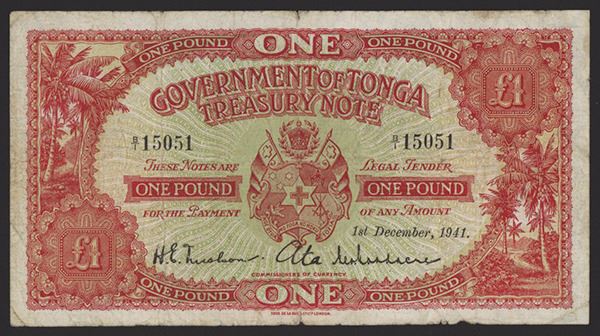 ONE POUND ONE ONE POUND
£1
GOVERNMENT OF TONGA
TREASURY NOTE
B/1 15051 B/1 15051
THESE NOTES ARE LEGAL TENDER
ONE POUND ONE POUND
FOR THE PAYMENT OF ANY AMOUNT
1st December, 1941.
Ata
COMMISSIONERS OF CURRENCY.
£1
ONE POUND ONE ONE POUND